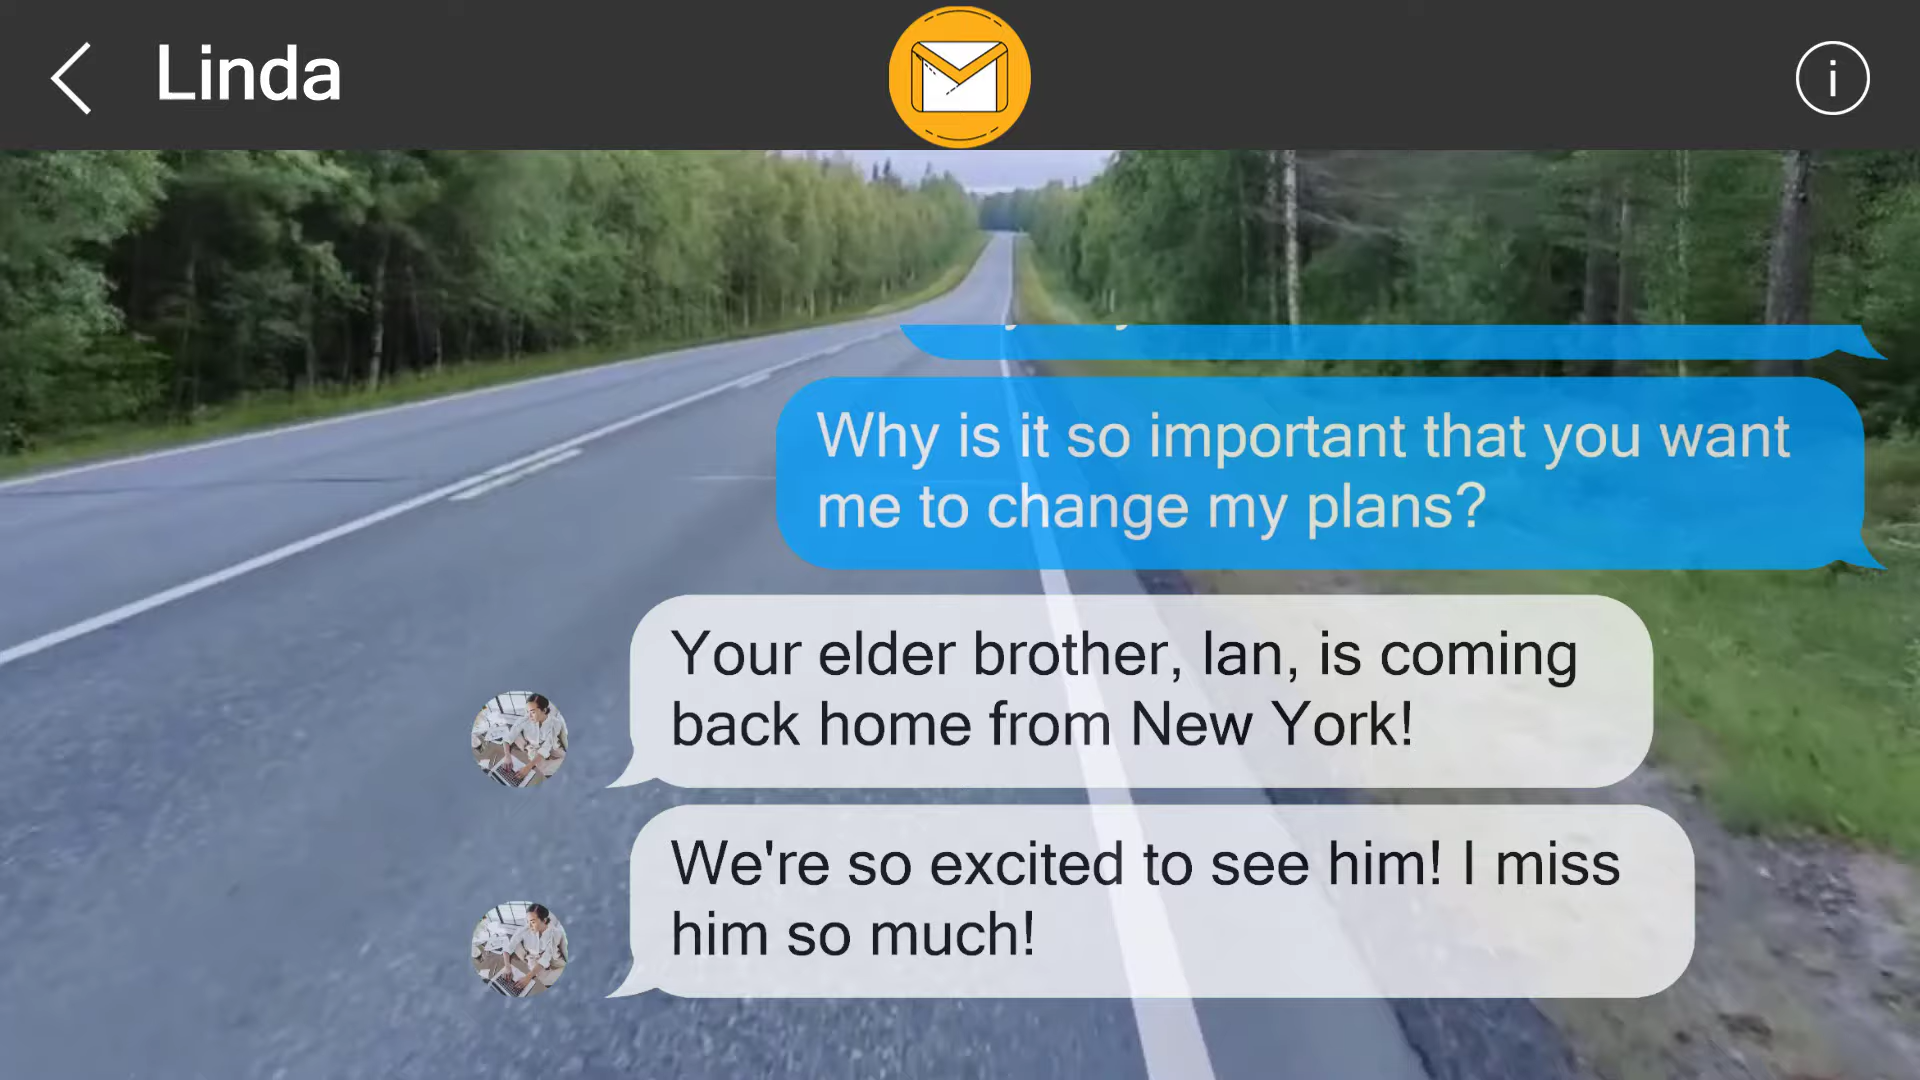 Linda
Why is it so important that you want
me to change my plans?
Your elder brother, Ian, is coming
back home from New York!
We're so excited to see him! I miss
him so much!